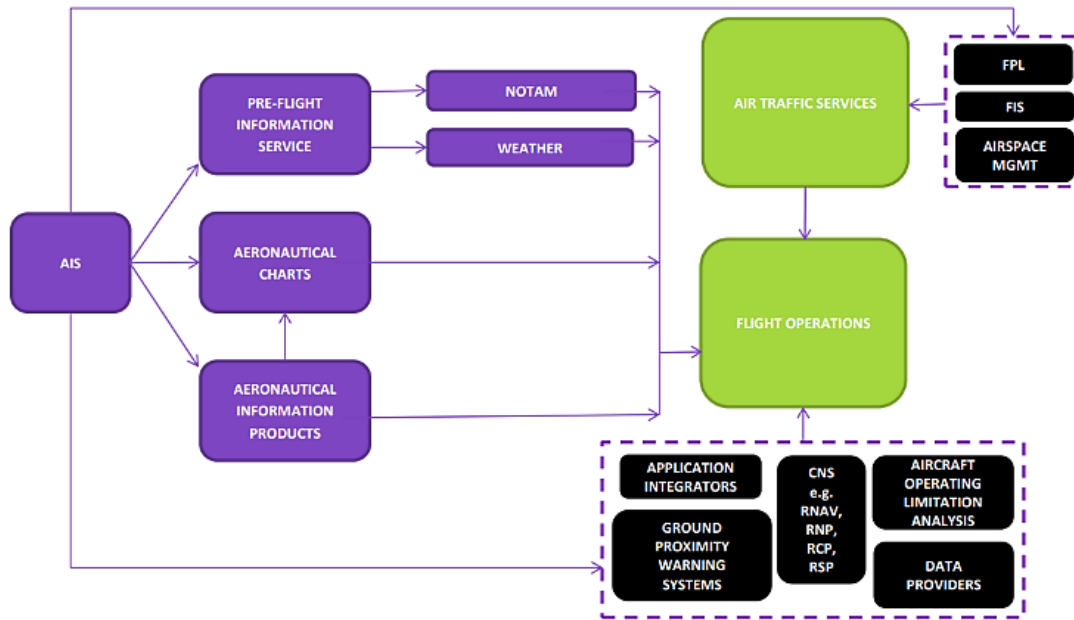 AIS
PRE-FLIGHT
INFORMATION
SERVICE
NOTAM
WEATHER
AERONAUTICAL
CHARTS
AERONAUTICAL
INFORMATION
PRODUCTS
AIR TRAFFIC SERVICES
FPL
FIS
AIRSPACE
MGMT
FLIGHT OPERATIONS
APPLICATION
INTEGRATORS
GROUND
PROXIMITY
WARNING
SYSTEMS
CNS
e.g.
RNAV,
RNP,
RCP,
RSP
AIRCRAFT
OPERATING
LIMITATION
ANALYSIS
DATA
PROVIDERS